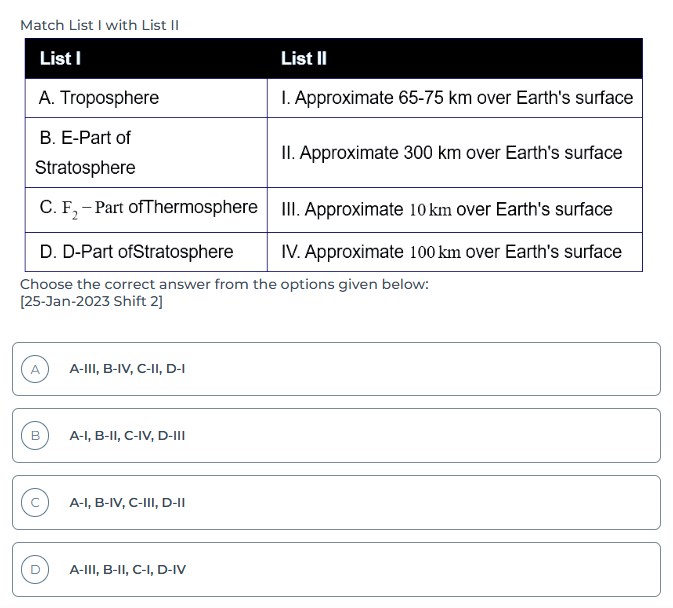 Match List I with List II
List I List II
A. Troposphere I. Approximate 65-75 km over Earth's surface
B. E-Part of
Stratosphere
II. Approximate 300 km over Earth's surface
C. F₂ – Part ofThermosphere III. Approximate 10 km over Earth's surface
D. D-Part ofStratosphere IV. Approximate 100 km over Earth's surface
Choose the correct answer from the options given below:
[25-Jan-2023 Shift 2]
A A-III, B-IV, C-II, D-I
B A-I, B-II, C-IV, D-III
C A-I, B-IV, C-III, D-II
D A-III, B-II, C-I, D-IV